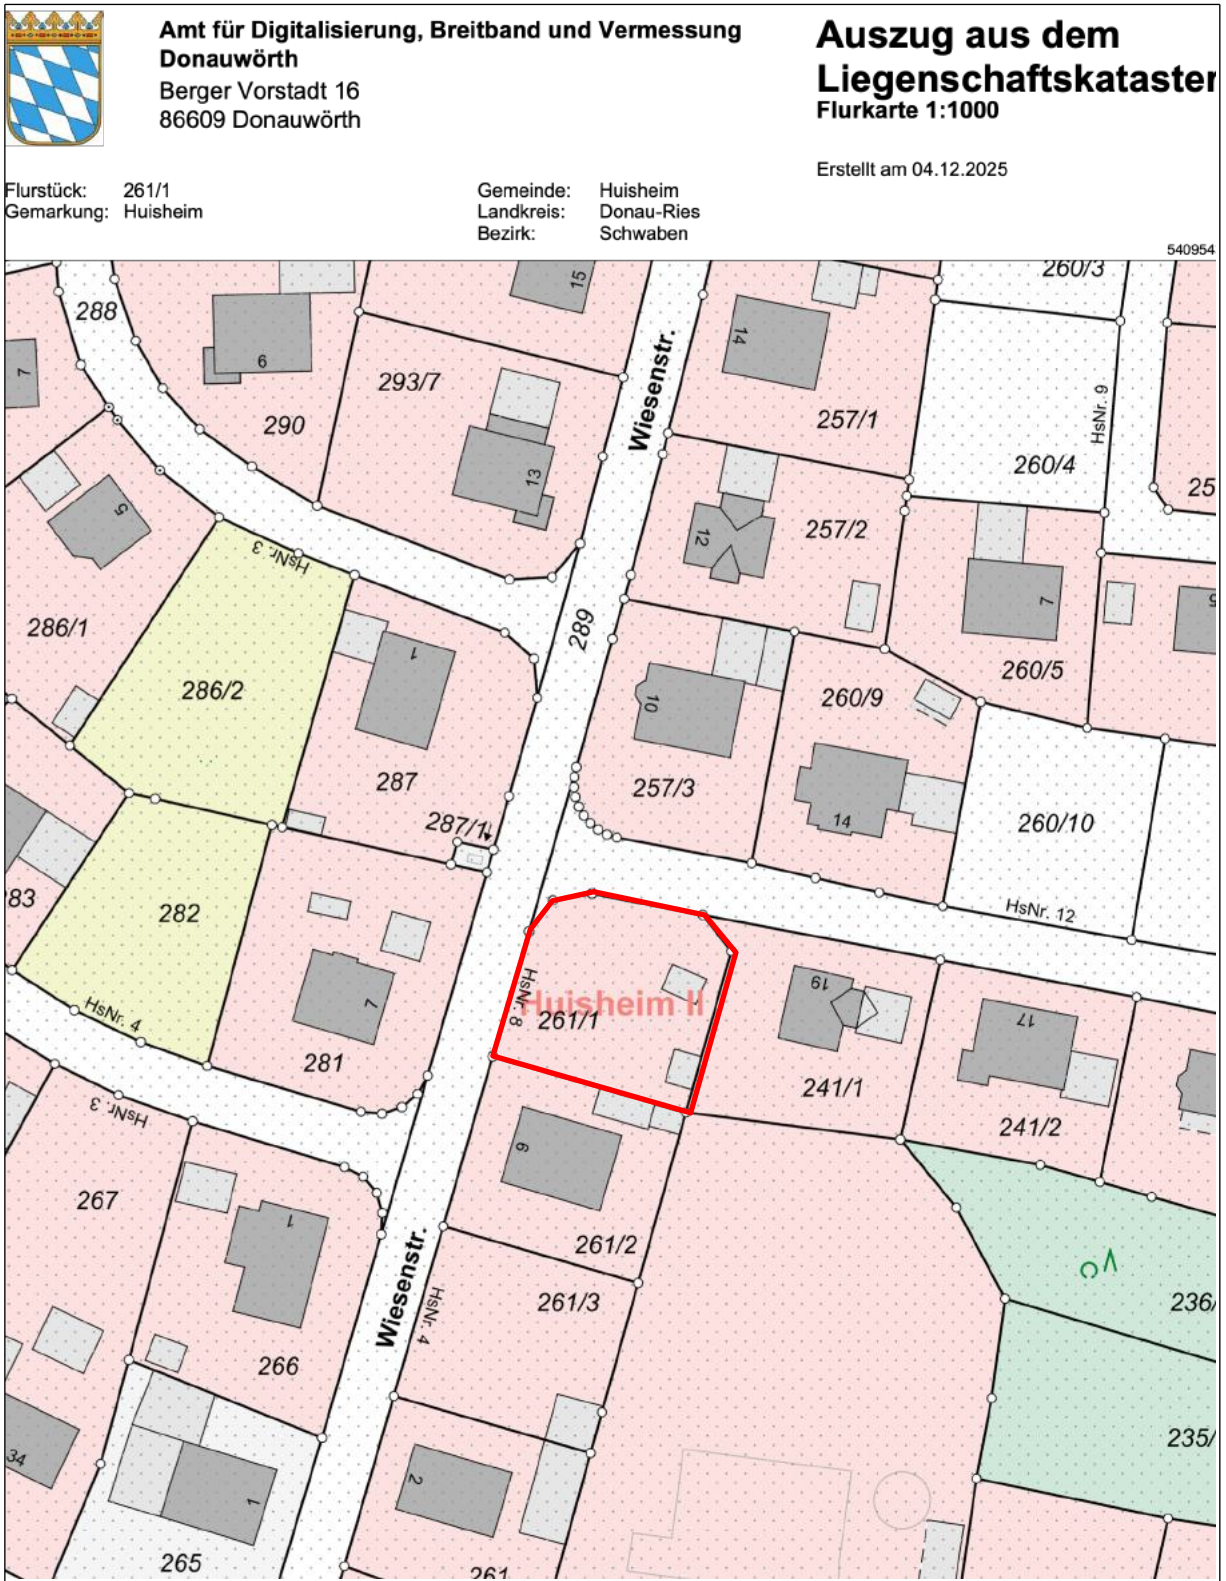 Amt für Digitalisierung, Breitband und Vermessung
Donauwörth
Berger Vorstadt 16
86609 Donauwörth
Auszug aus dem
Liegenschaftskataster
Flurkarte 1:1000
Erstellt am 04.12.2025
Flurstück: 261/1
Gemarkung: Huisheim
Gemeinde: Huisheim
Landkreis: Donau-Ries
Bezirk: Schwaben
540954
260/3
15
288
14
Wiesenstr.
6
7
293/7
HsNr. 9
257/1
290
260/4
13
25
5
12
257/2
HsNr. 3
7
5
289
286/1
1
260/5
286/2
10
260/9
287
257/3
14
260/10
287/1
83
282
HsNr. 12
19
HsNr. 8
Huisheim II
7
HsNr. 4
261/1
17
281
241/1
HsNr. 3
241/2
6
267
1
261/2
Wiesenstr.
261/3
HsNr. 4
236/
266
235/
34
2
1
265
261